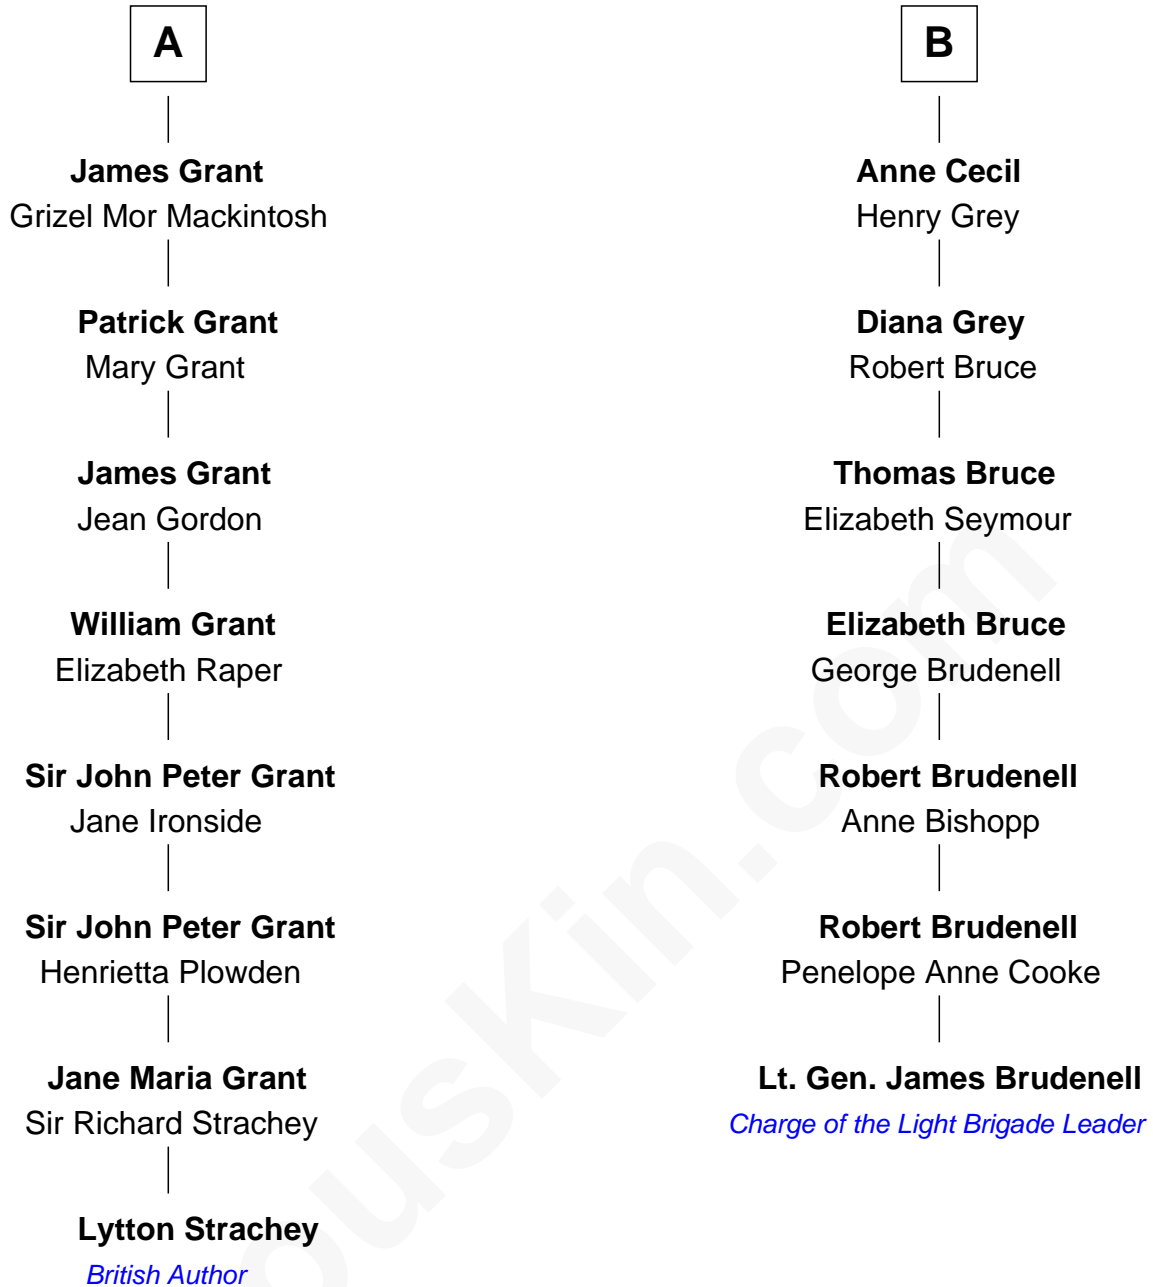 A
James Grant
Grizel Mor Mackintosh
Patrick Grant
Mary Grant
James Grant
Jean Gordon
William Grant
Elizabeth Raper
Sir John Peter Grant
Jane Ironside
Sir John Peter Grant
Henrietta Plowden
Jane Maria Grant
Sir Richard Strachey
Lytton Strachey
British Author
B
Anne Cecil
Henry Grey
Diana Grey
Robert Bruce
Thomas Bruce
Elizabeth Seymour
Elizabeth Bruce
George Brudenell
Robert Brudenell
Anne Bishopp
Robert Brudenell
Penelope Anne Cooke
Lt. Gen. James Brudenell
Charge of the Light Brigade Leader
ousKin.com